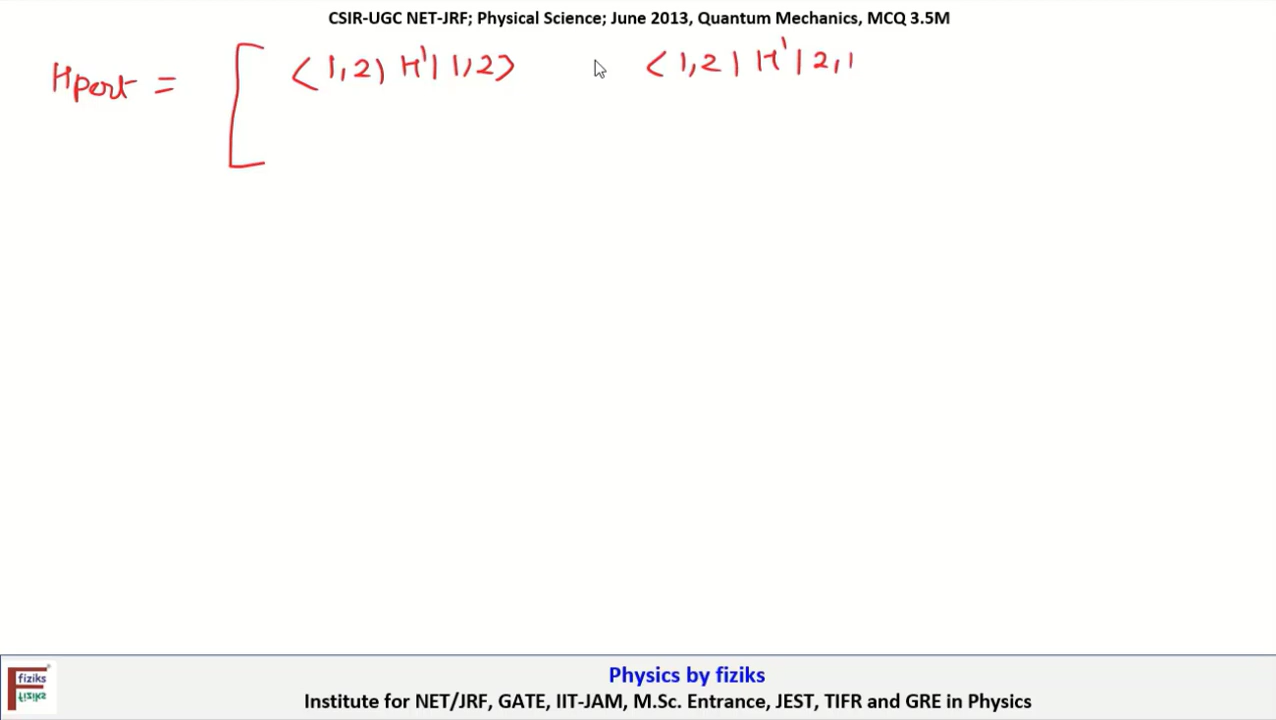 CSIR-UGC NET-JRF; Physical Science; June 2013, Quantum Mechanics, MCQ 3.5M
Hpert = [ <1,2| H'|1,2> <1,2| H'|2,1
fiziks
Physics by fiziks
Institute for NET/JRF, GATE, IIT-JAM, M.Sc. Entrance, JEST, TIFR and GRE in Physics